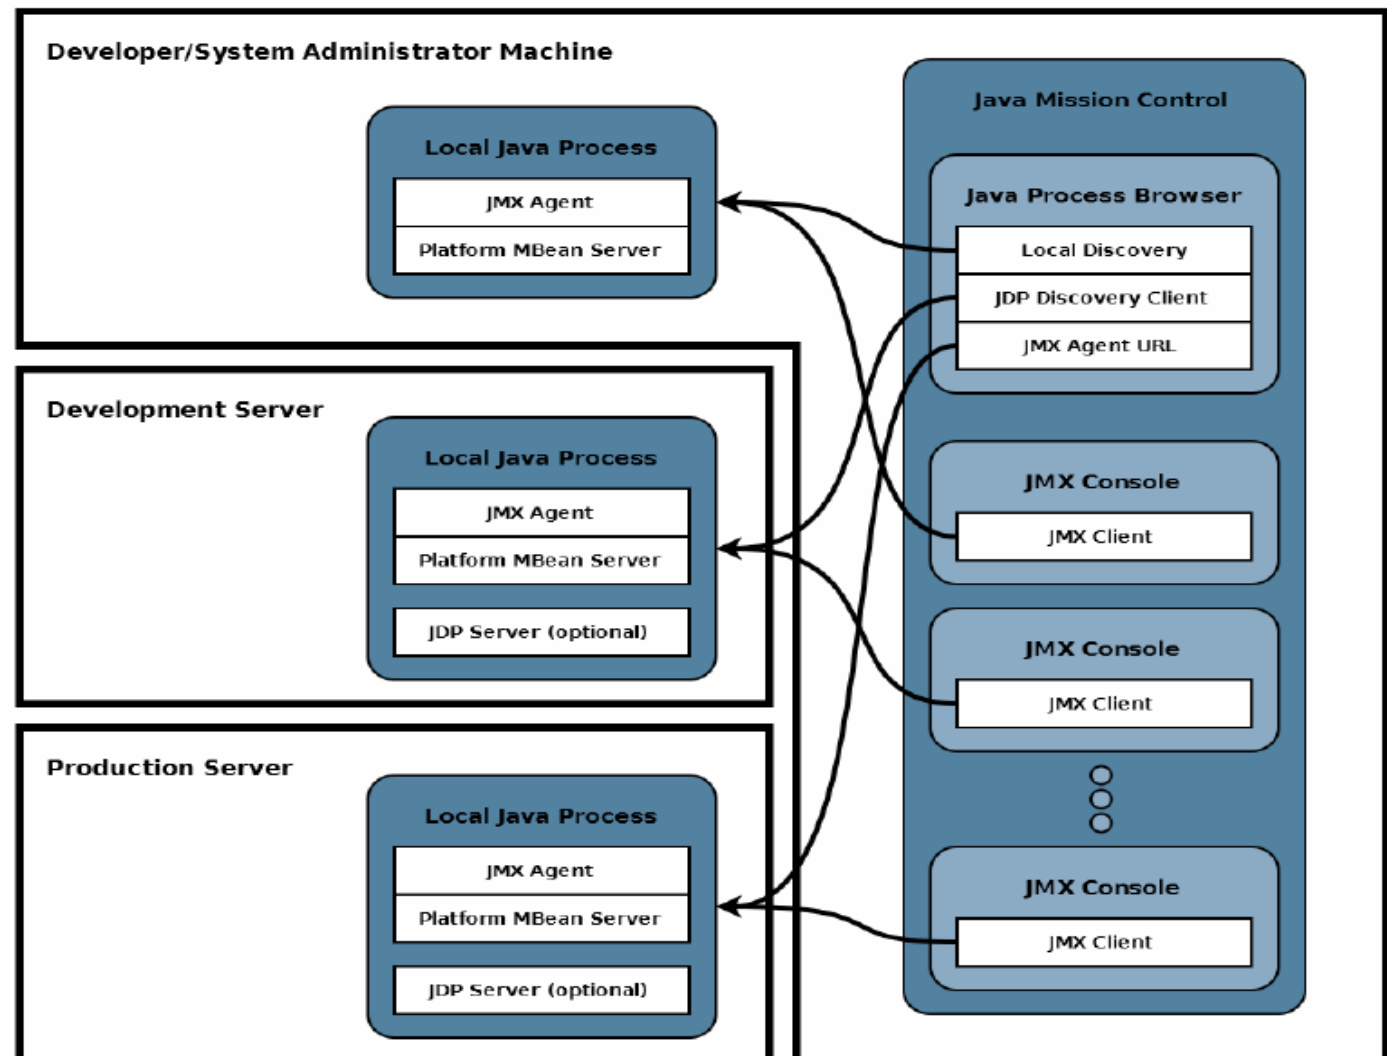 Developer/System Administrator Machine
Local Java Process
JMX Agent
Platform MBean Server
Java Mission Control
Java Process Browser
Local Discovery
JDP Discovery Client
JMX Agent URL
Development Server
Local Java Process
JMX Agent
Platform MBean Server
JDP Server (optional)
JMX Console
JMX Client
JMX Console
JMX Client
Production Server
Local Java Process
JMX Agent
Platform MBean Server
JDP Server (optional)
JMX Console
JMX Client